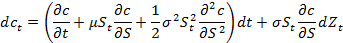 dc_t = (∂c/∂t + μS_t ∂c/∂S + 1/2 σ²S_t² ∂²c/∂S²) dt + σS_t ∂c/∂S dZ_t